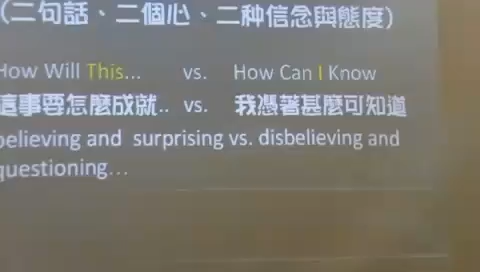 (二句話、二個心、二种信念與態度)
How Will This... vs. How Can I Know
這事要怎麼成就.. vs. 我憑著甚麼可知道
believing and surprising vs. disbelieving and
questioning...